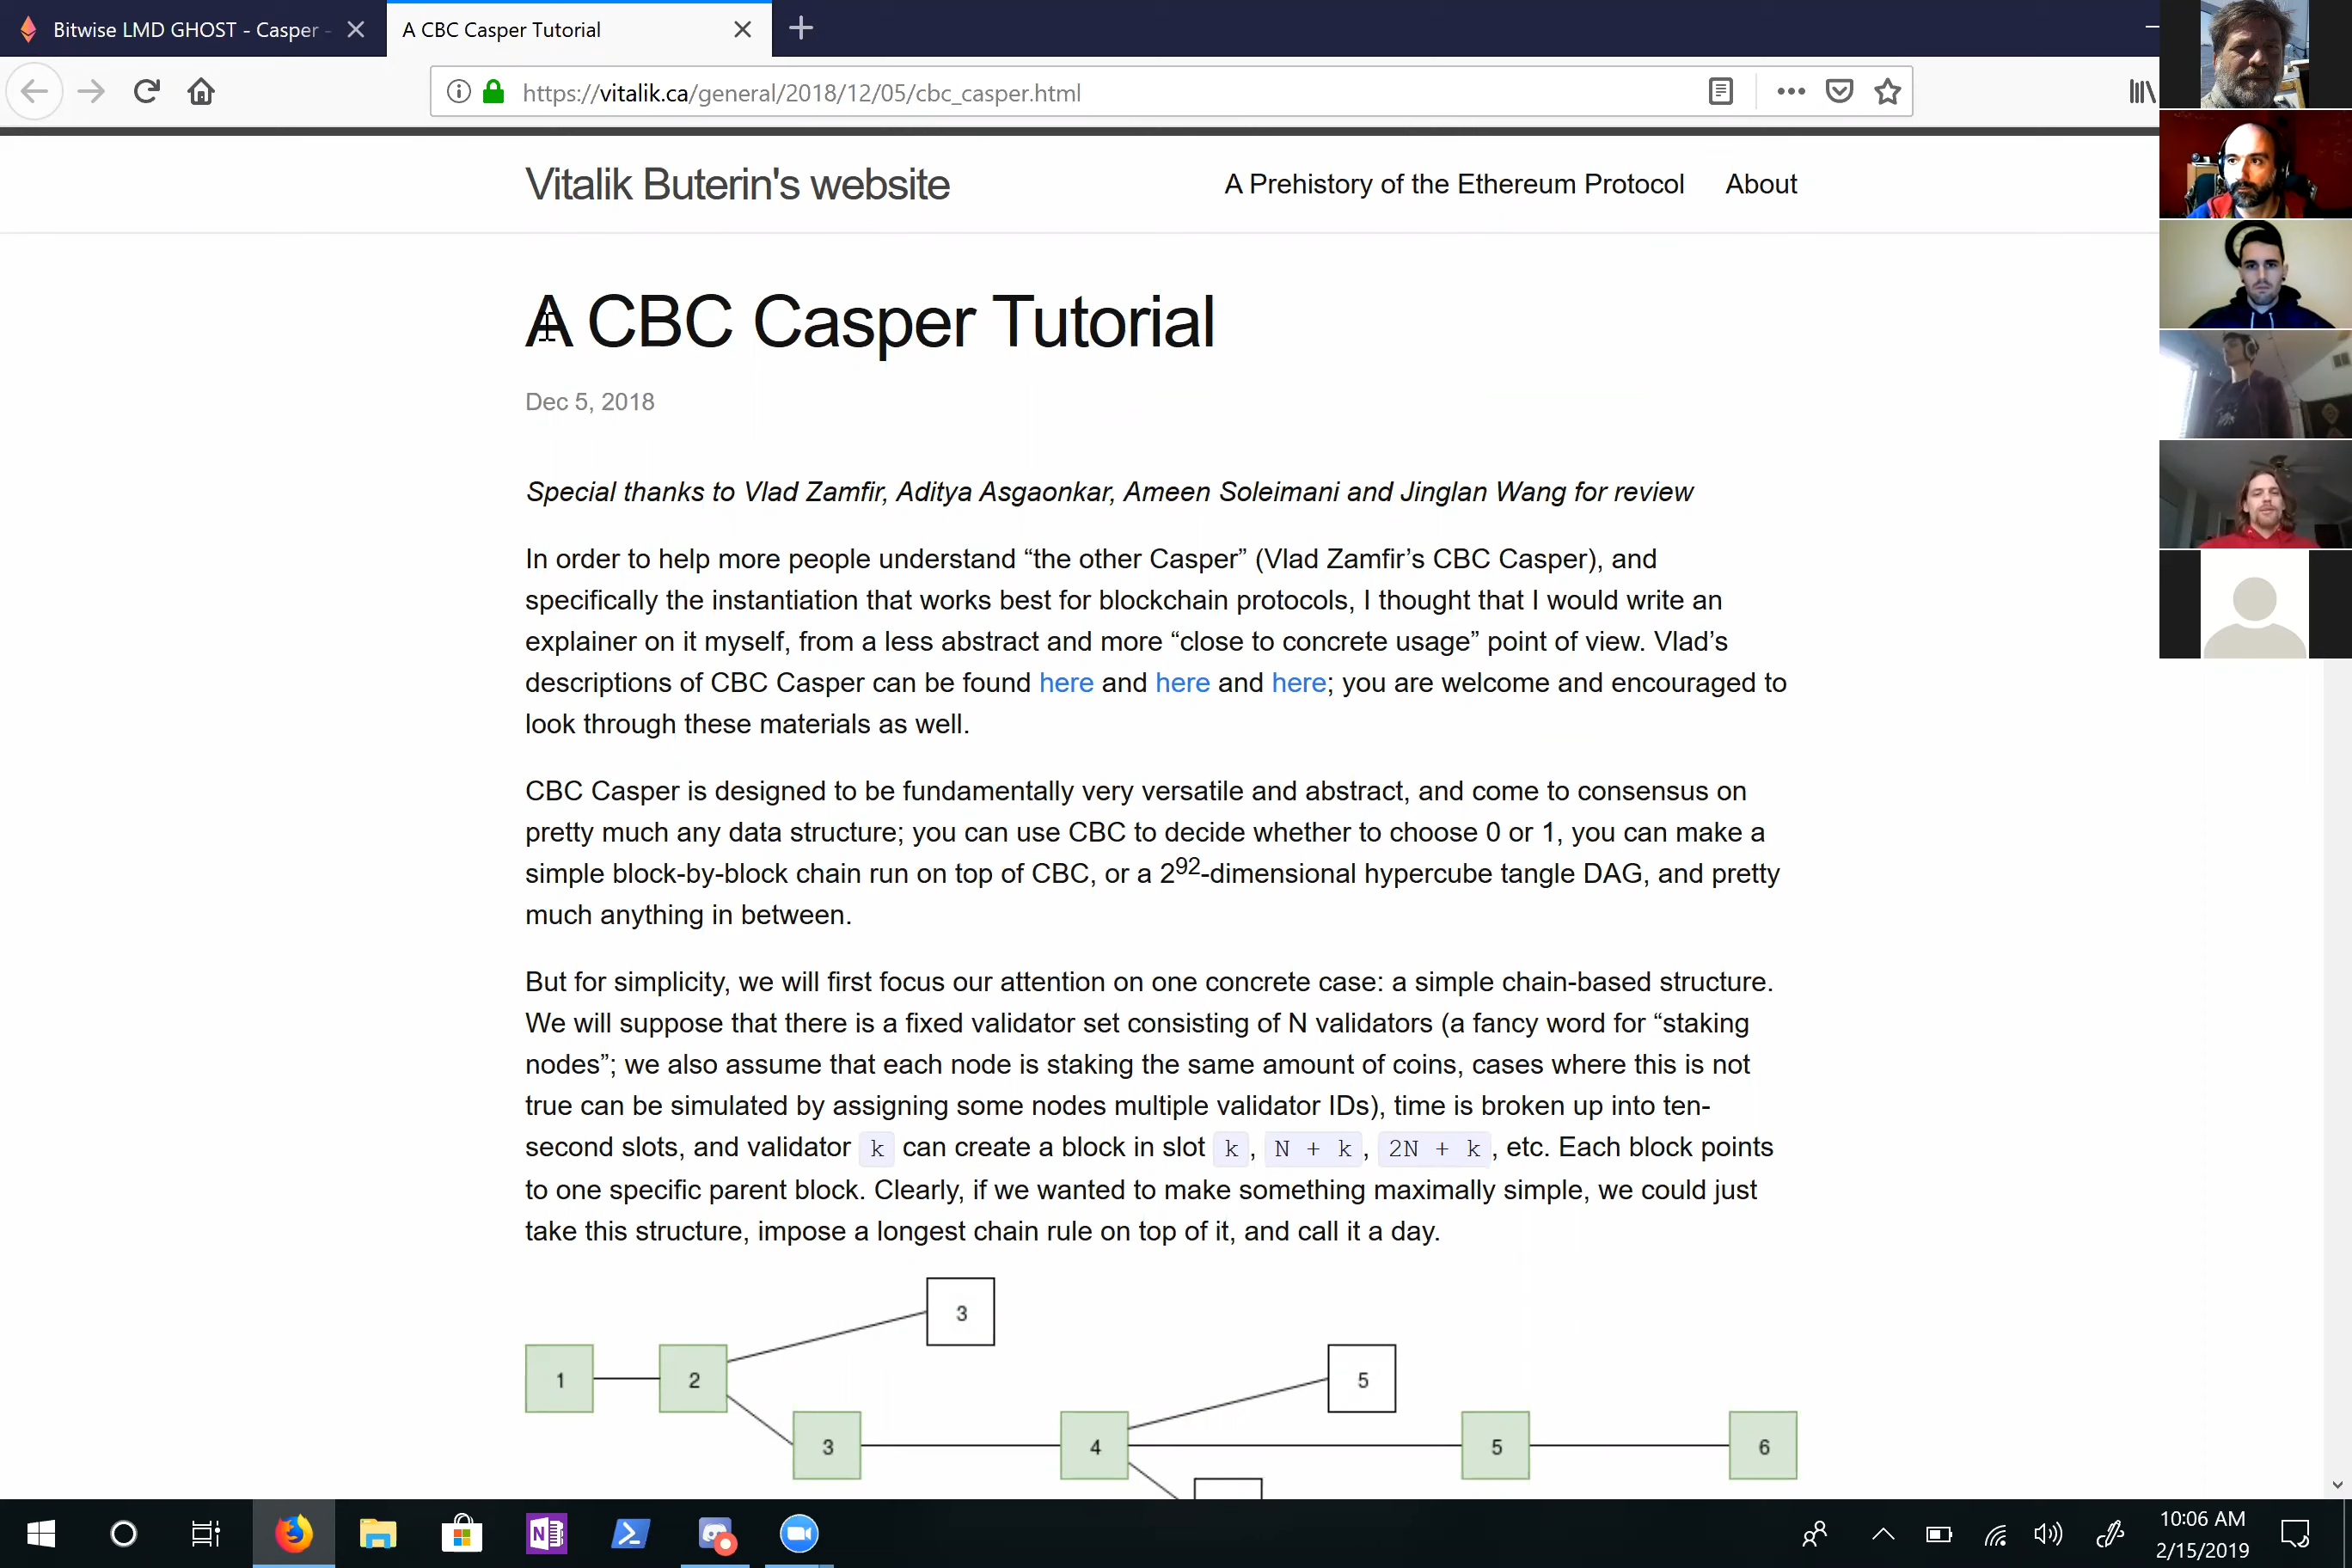 Bitwise LMD GHOST - Casper -
A CBC Casper Tutorial
https://vitalik.ca/general/2018/12/05/cbc_casper.html
Vitalik Buterin's website
A Prehistory of the Ethereum Protocol
About
A CBC Casper Tutorial
Dec 5, 2018
Special thanks to Vlad Zamfir, Aditya Asgaonkar, Ameen Soleimani and Jinglan Wang for review
In order to help more people understand “the other Casper” (Vlad Zamfir’s CBC Casper), and
specifically the instantiation that works best for blockchain protocols, I thought that I would write an
explainer on it myself, from a less abstract and more “close to concrete usage” point of view. Vlad’s
descriptions of CBC Casper can be found here and here and here; you are welcome and encouraged to
look through these materials as well.
CBC Casper is designed to be fundamentally very versatile and abstract, and come to consensus on
pretty much any data structure; you can use CBC to decide whether to choose 0 or 1, you can make a
simple block-by-block chain run on top of CBC, or a 2⁹²-dimensional hypercube tangle DAG, and pretty
much anything in between.
But for simplicity, we will first focus our attention on one concrete case: a simple chain-based structure.
We will suppose that there is a fixed validator set consisting of N validators (a fancy word for “staking
nodes”; we also assume that each node is staking the same amount of coins, cases where this is not
true can be simulated by assigning some nodes multiple validator IDs), time is broken up into ten-
second slots, and validator k can create a block in slot k, N + k, 2N + k, etc. Each block points
to one specific parent block. Clearly, if we wanted to make something maximally simple, we could just
take this structure, impose a longest chain rule on top of it, and call it a day.
3
1
2
5
3
4
5
6
10:06 AM
2/15/2019